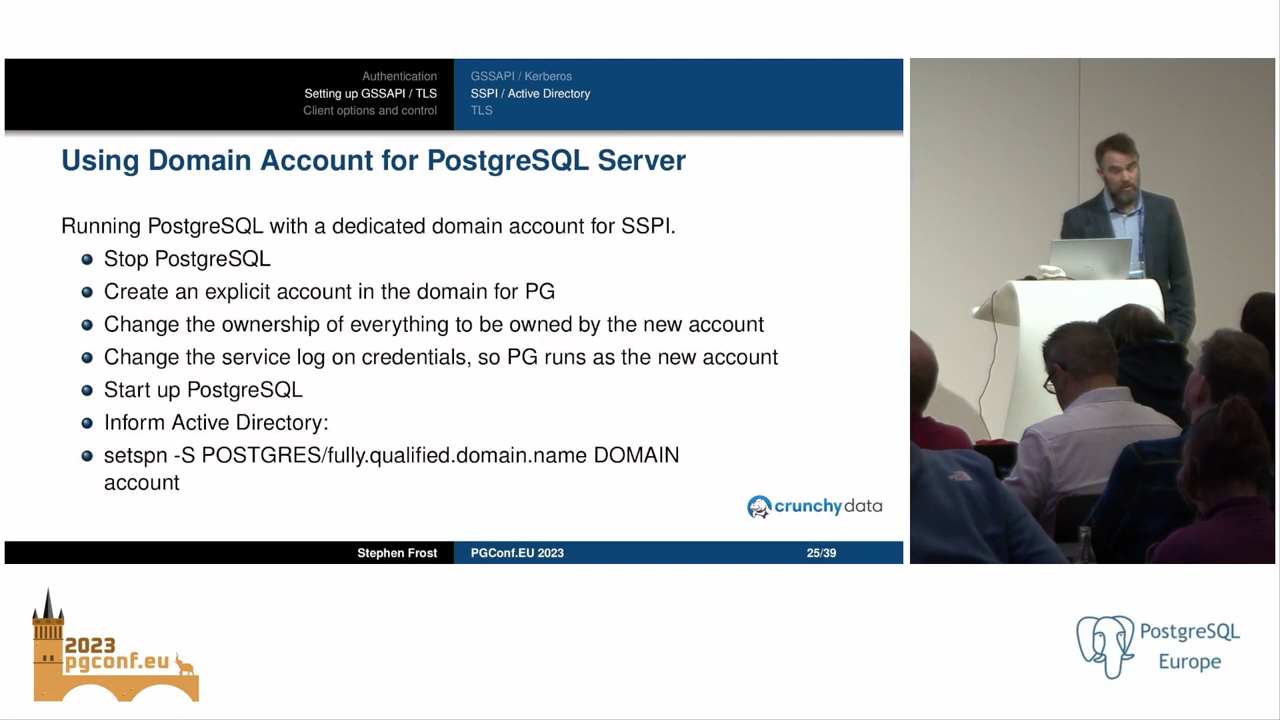 Authentication
Setting up GSSAPI / TLS
Client options and control
GSSAPI / Kerberos
SSPI / Active Directory
TLS
Using Domain Account for PostgreSQL Server
Running PostgreSQL with a dedicated domain account for SSPI.
Stop PostgreSQL
Create an explicit account in the domain for PG
Change the ownership of everything to be owned by the new account
Change the service log on credentials, so PG runs as the new account
Start up PostgreSQL
Inform Active Directory:
setspn -S POSTGRES/fully.qualified.domain.name DOMAIN
account
crunchydata
Stephen Frost
PGConf.EU 2023
25/39
2023
pgconf.eu
PostgreSQL
Europe